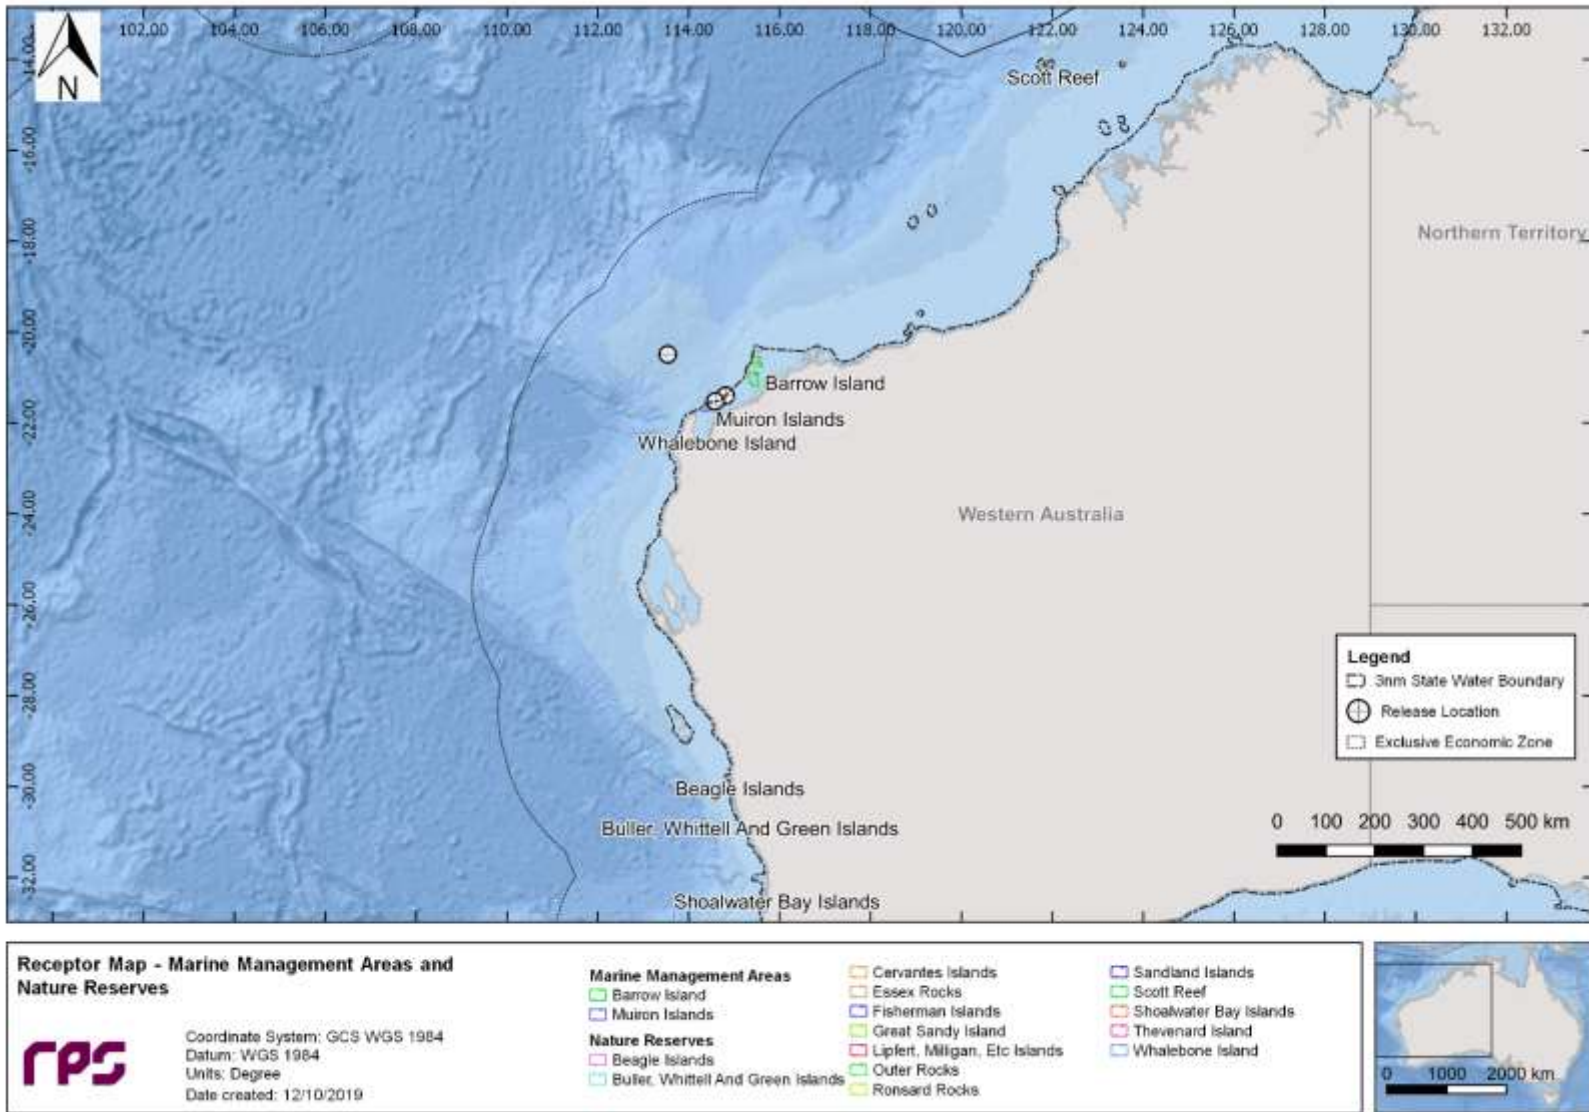 102.00 104.00 106.00 108.00 110.00 112.00 114.00 116.00 118.00 120.00 122.00 124.00 126.00 128.00 130.00 132.00
-14.00
N
Scott Reef
-16.00
-18.00
Northern Territory
-20.00
Barrow Island
-22.00
Muiron Islands
Whalebone Island
-24.00
Western Australia
-26.00
Legend
3nm State Water Boundary
Release Location
Exclusive Economic Zone
-28.00
-30.00
Beagle Islands
Buller, Whittell And Green Islands
0 100 200 300 400 500 km
-32.00
Shoalwater Bay Islands
Receptor Map - Marine Management Areas and
Nature Reserves
rps
Coordinate System: GCS WGS 1984
Datum: WGS 1984
Units: Degree
Date created: 12/10/2019
Marine Management Areas
Barrow Island
Muiron Islands
Nature Reserves
Beagle Islands
Buller, Whittell And Green Islands
Cervantes Islands
Essex Rocks
Fisherman Islands
Great Sandy Island
Lipfert, Milligan, Etc Islands
Outer Rocks
Ronsard Rocks
Sandland Islands
Scott Reef
Shoalwater Bay Islands
Thevenard Island
Whalebone Island
0 1000 2000 km